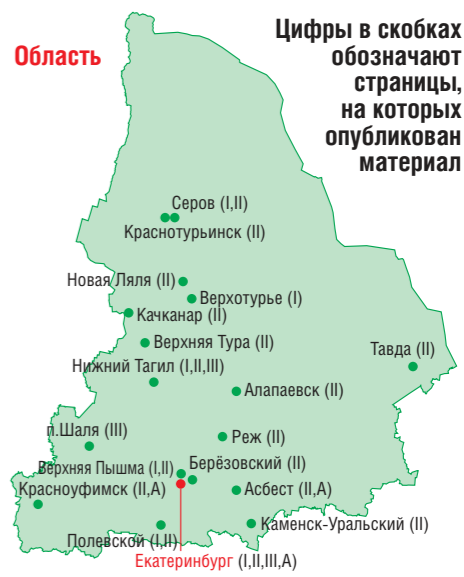 Область
Цифры в скобках
обозначают
страницы,
на которых
опубликован
материал
Серов (I,II)
Краснотурьинск (II)
Новая Ляля (II)
Верхотурье (I)
Качканар (II)
Верхняя Тура (II)
Тавда (II)
Нижний Тагил (I,II,III)
Алапаевск (II)
п.Шаля (III)
Реж (II)
Верхняя Пышма (I,II)
Берёзовский (II)
Красноуфимск (II,А)
Асбест (II,А)
Каменск-Уральский (II)
Полевской (I,II)
Екатеринбург (I,II,III,А)